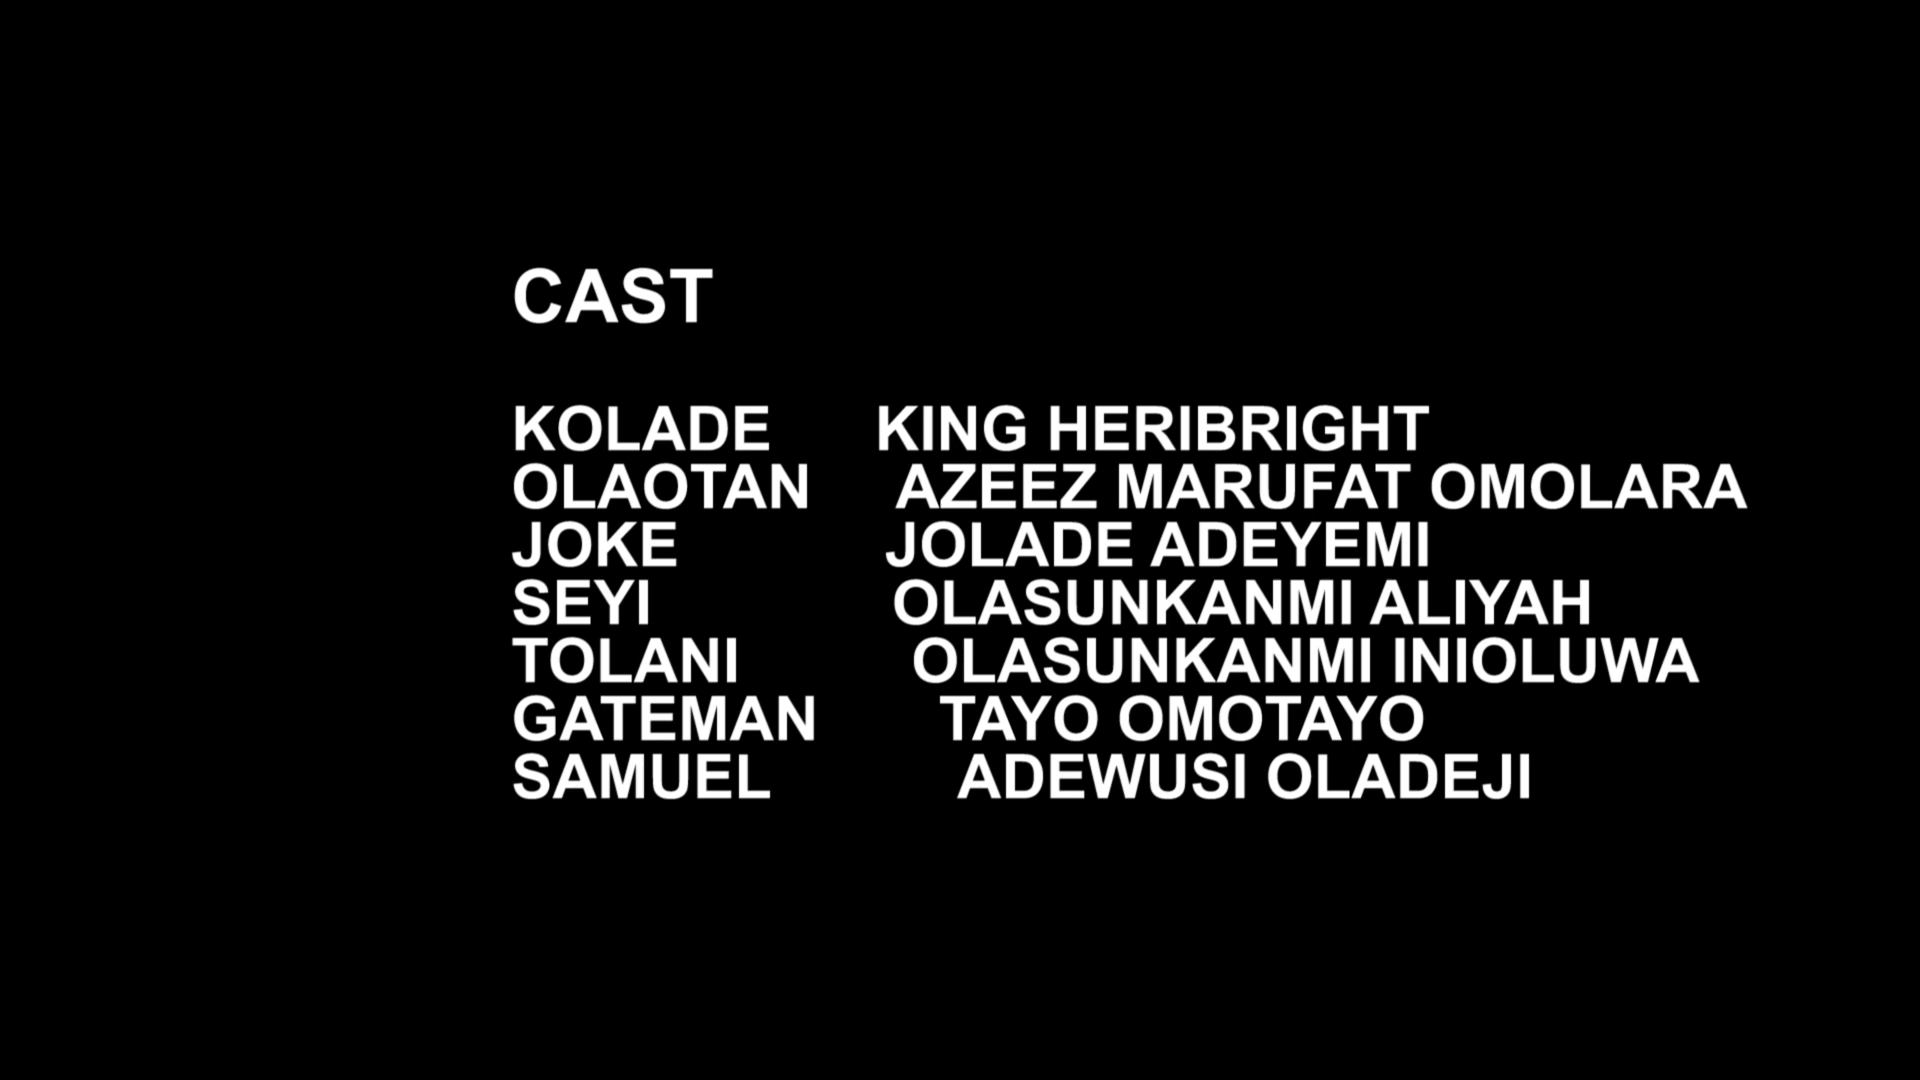 CAST
KOLADE KING HERIBRIGHT
OLAOTAN AZEEZ MARUFAT OMOLARA
JOKE JOLADE ADEYEMI
SEYI OLASUNKANMI ALIYAH
TOLANI OLASUNKANMI INIOLUWA
GATEMAN TAYO OMOTAYO
SAMUEL ADEWUSI OLADEJI